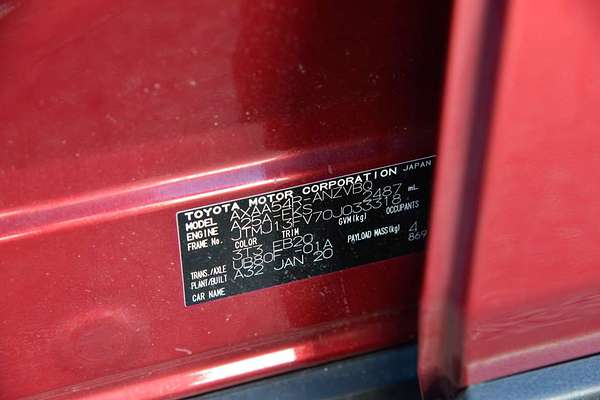 TOYOTA MOTOR CORPORATION JAPAN
MODEL AXAA54R-ANZVBQ
ENGINE A25A-FKS 2487 mL
FRAME No. GVM(kg)
COLOR TRIM OCCUPANTS 4
3T3 EB20 PAYLOAD MASS(kg) 869
TRANS./AXLE UB80F -01A
PLANT/BUILT A32 JAN 20
CAR NAME